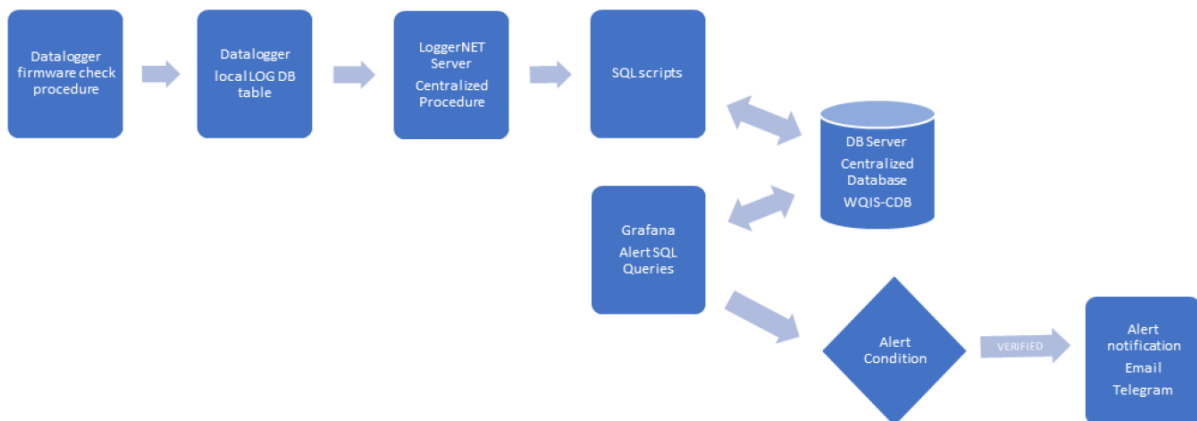 Datalogger
firmware check
procedure
Datalogger
local LOG DB
table
LoggerNET
Server
Centralized
Procedure
SQL scripts
DB Server
Centralized
Database
WQIS-CDB
Grafana
Alert SQL
Queries
Alert
Condition
VERIFIED
Alert
notification
Email
Telegram